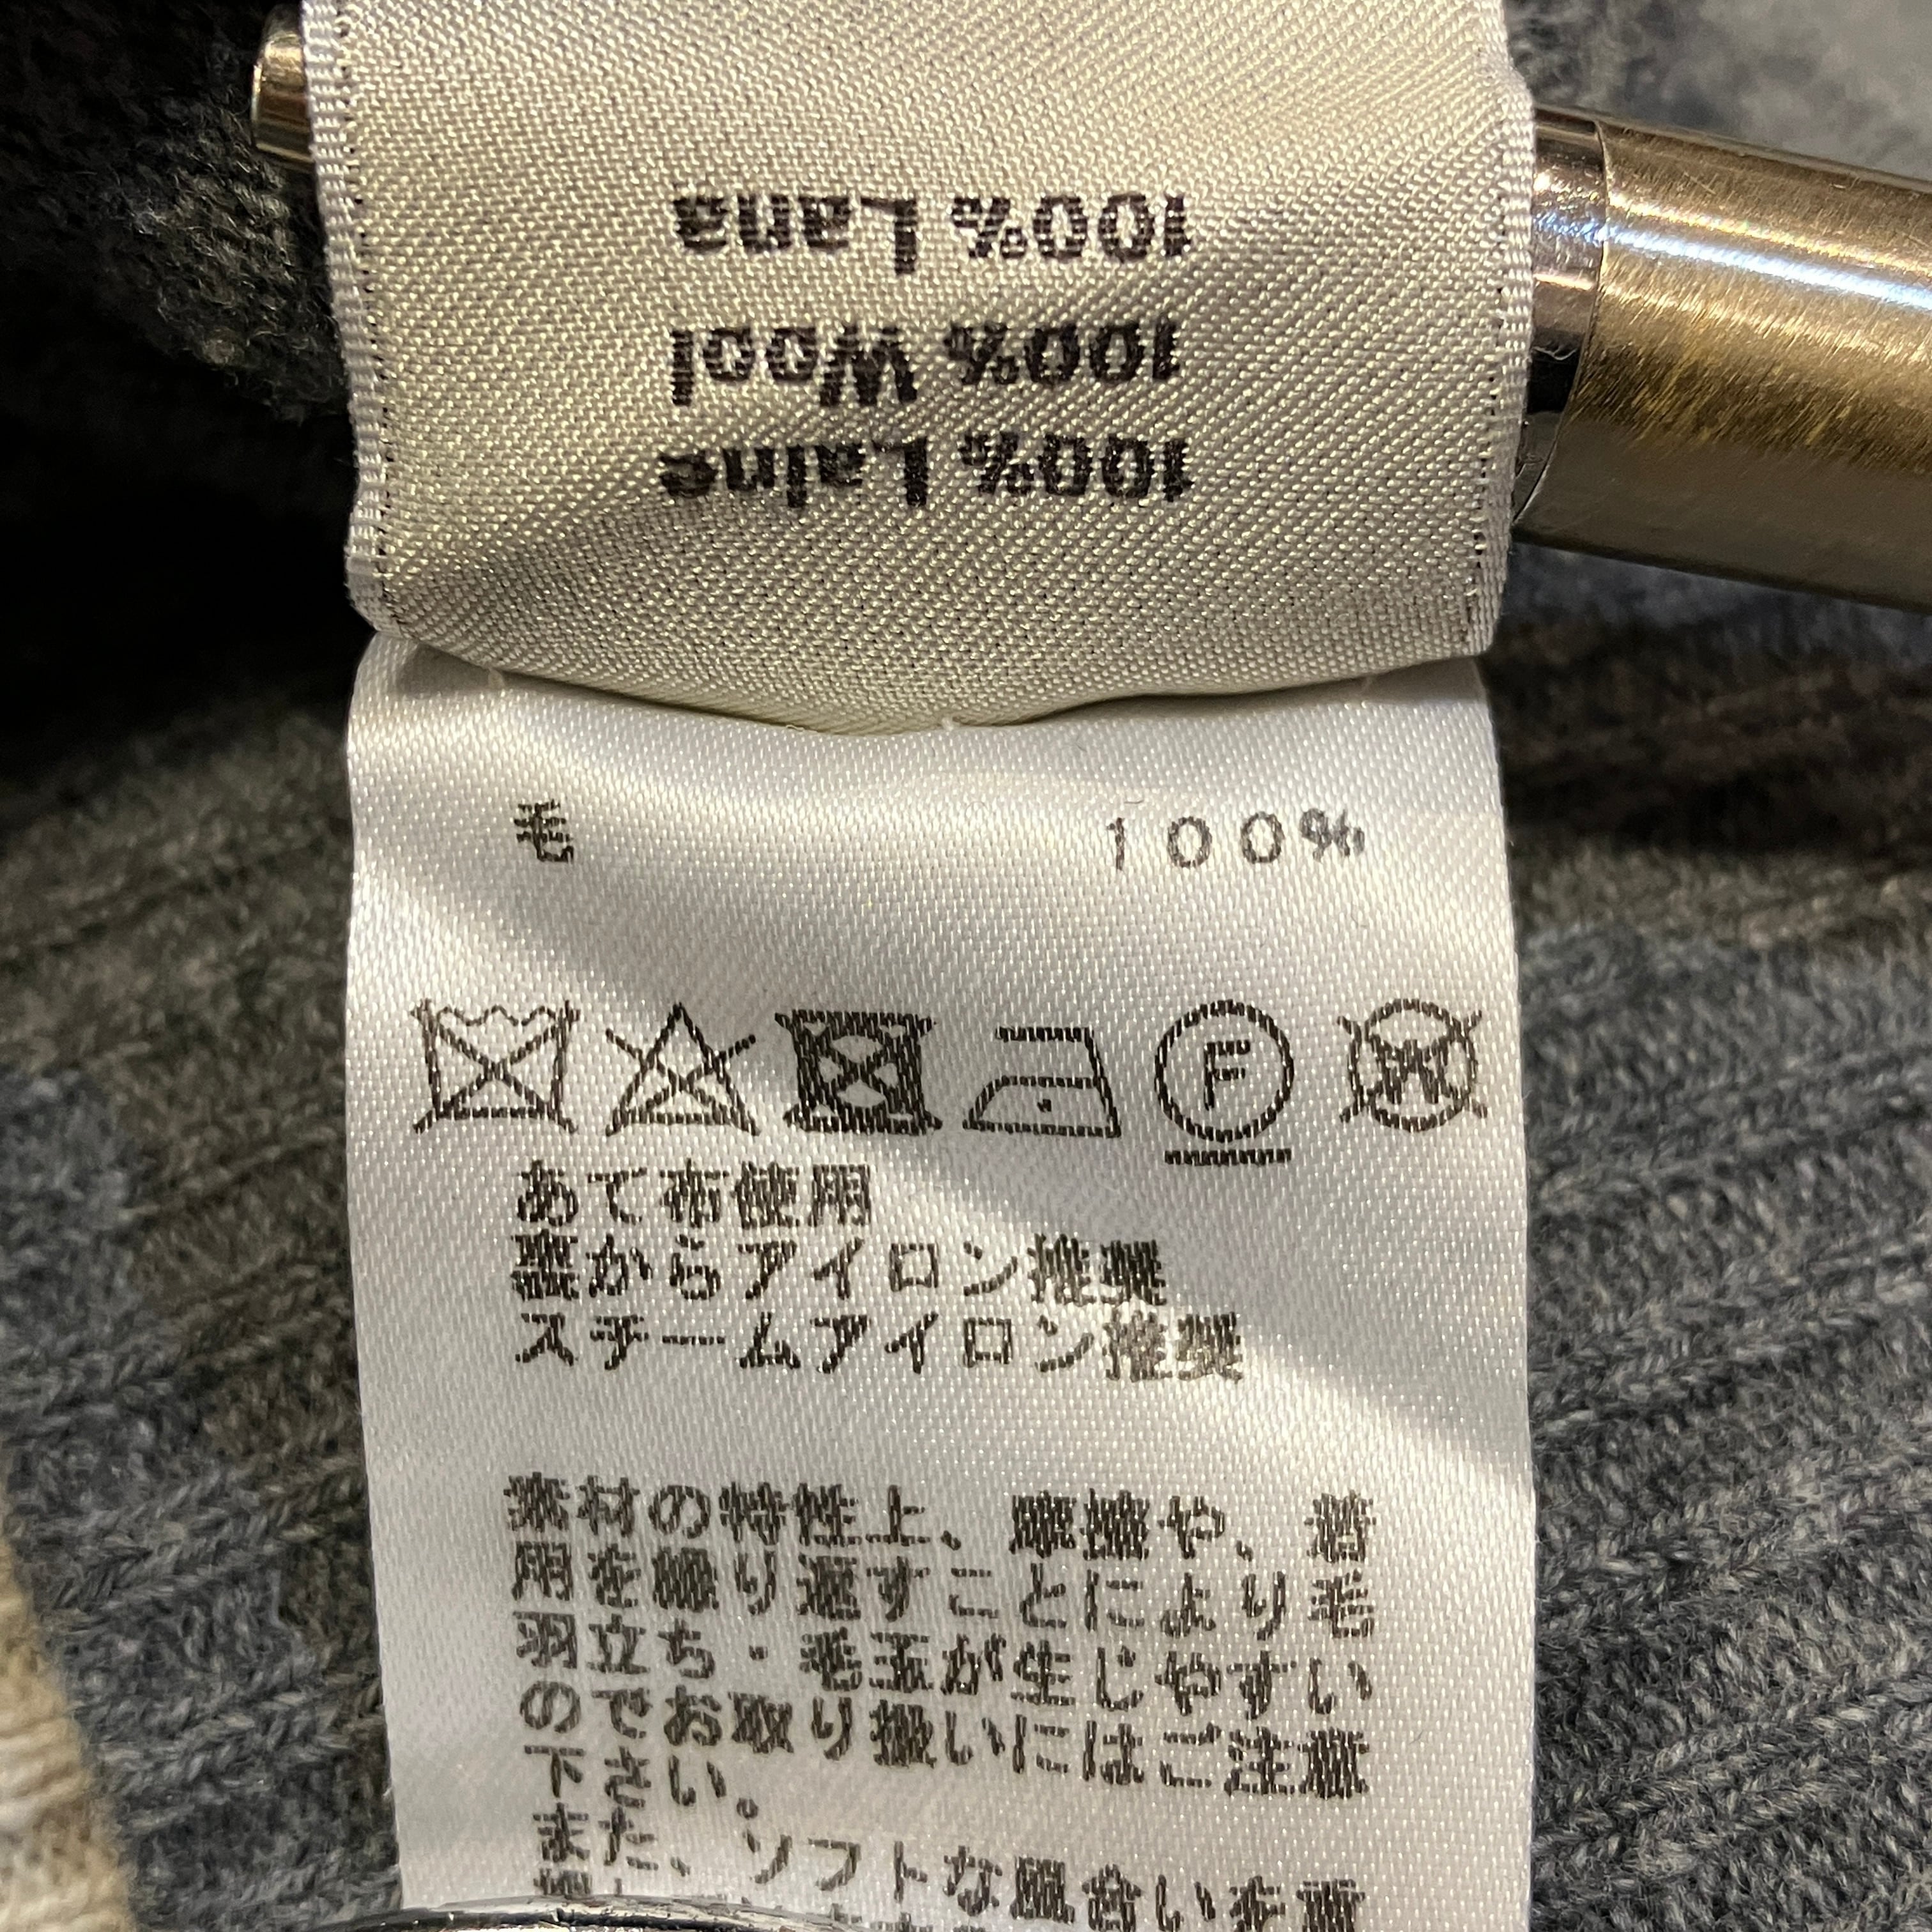 100% Laine
100% Wool
100% Lana
毛 100%
F
W
あて布使用
裏からアイロン推奨
スチームアイロン推奨
素材の特性上、摩擦や、着
用を繰り返すことにより毛
羽立ち・毛玉が生じやすい
のでお取り扱いにはご注意
下さい。
また、ソフトな風合いを重